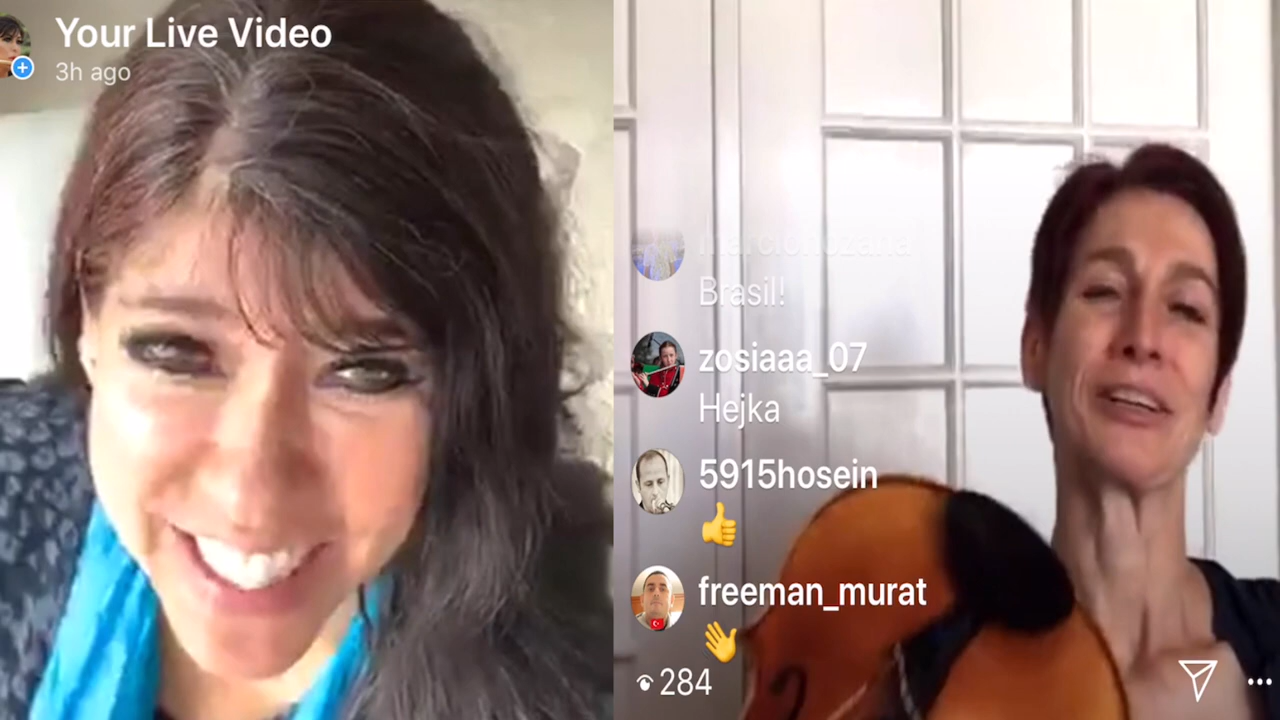 Your Live Video
3h ago
Brasil!
zosiaaa_07
Hejka
5915hosein
👍
freeman_murat
👋
284